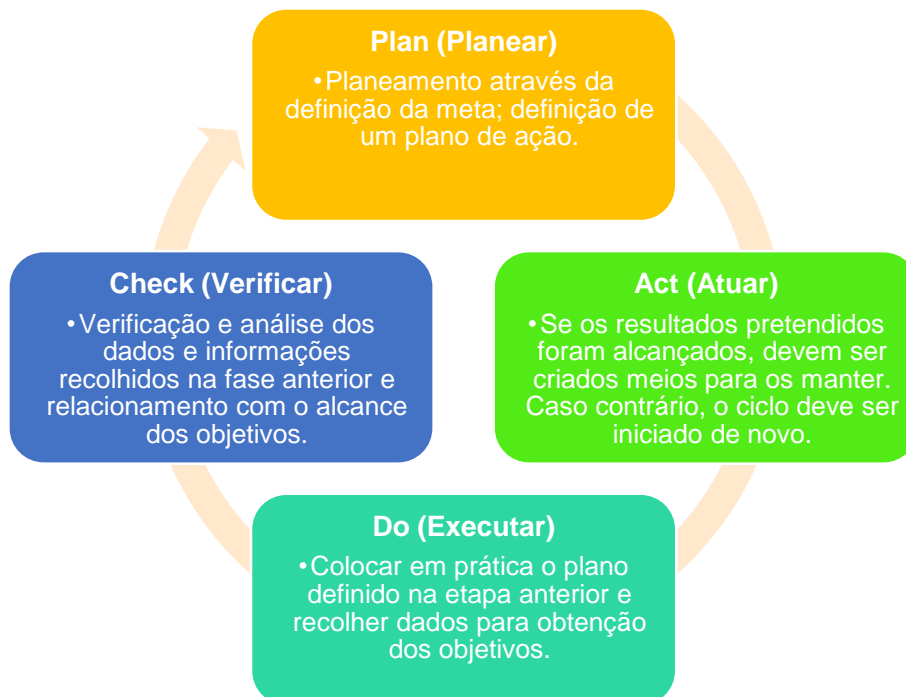 Plan (Planear)
•Planeamento através da
definição da meta; definição de
um plano de ação.
Check (Verificar)
•Verificação e análise dos
dados e informações
recolhidos na fase anterior e
relacionamento com o alcance
dos objetivos.
Act (Atuar)
•Se os resultados pretendidos
foram alcançados, devem ser
criados meios para os manter.
Caso contrário, o ciclo deve ser
iniciado de novo.
Do (Executar)
•Colocar em prática o plano
definido na etapa anterior e
recolher dados para obtenção
dos objetivos.